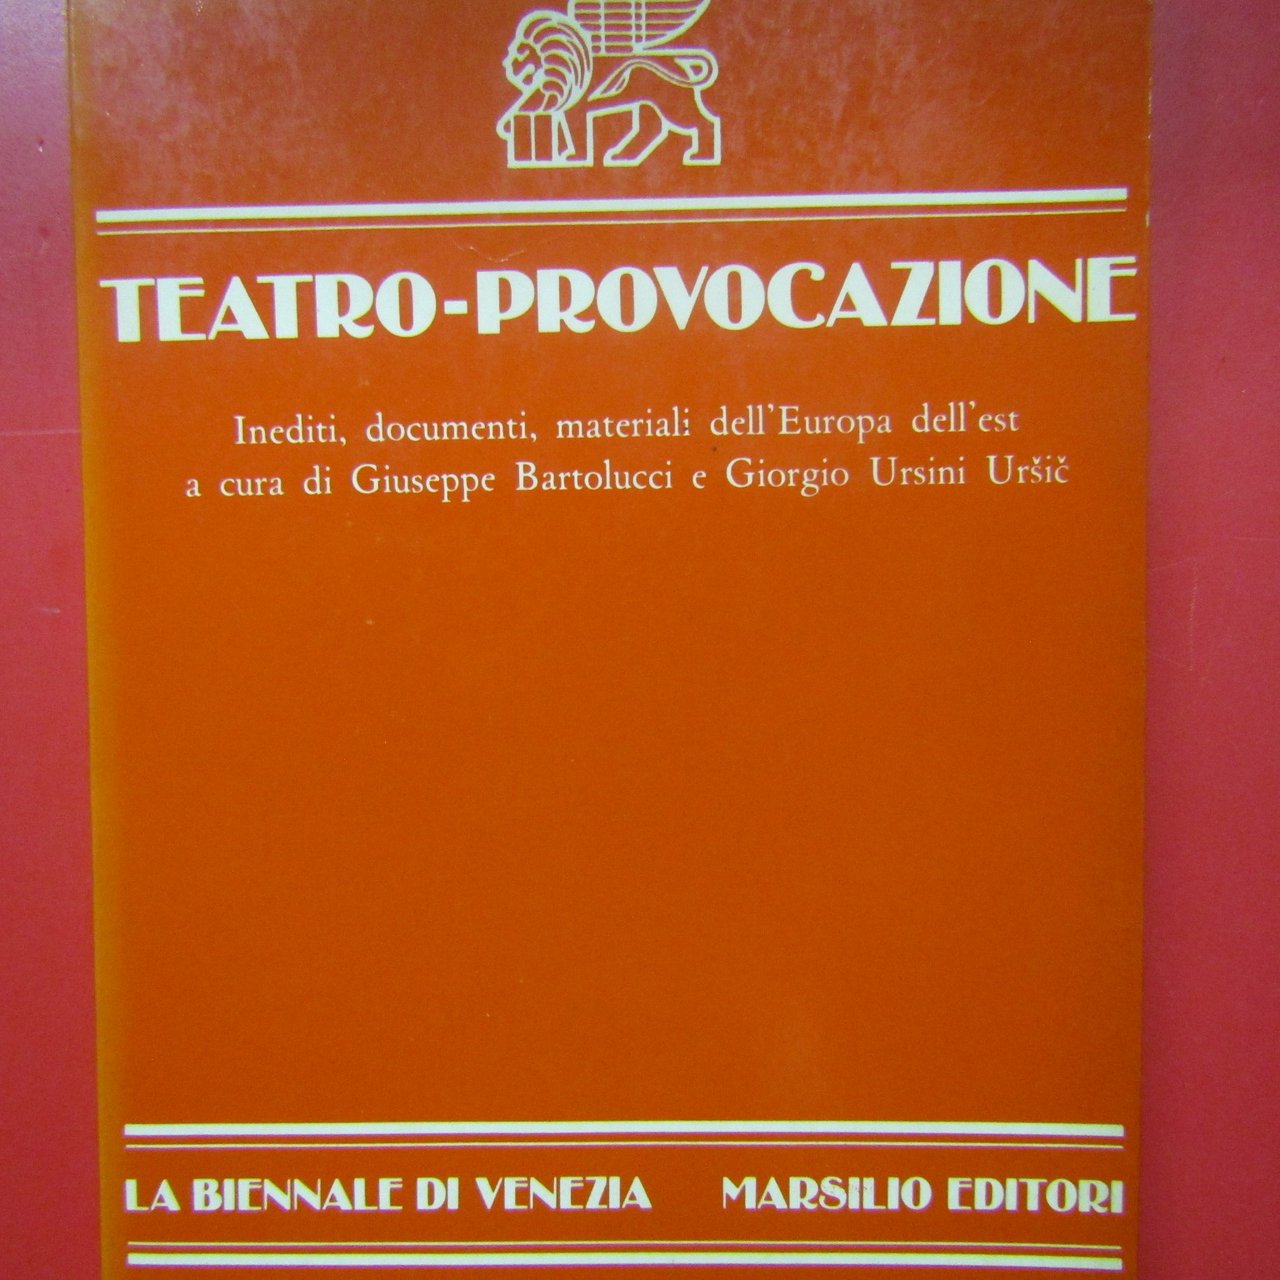 TEATRO-PROVOCAZIONE
Inediti, documenti, materiali dell'Europa dell'est
a cura di Giuseppe Bartolucci e Giorgio Ursini Uršič
LA BIENNALE DI VENEZIA MARSILIO EDITORI